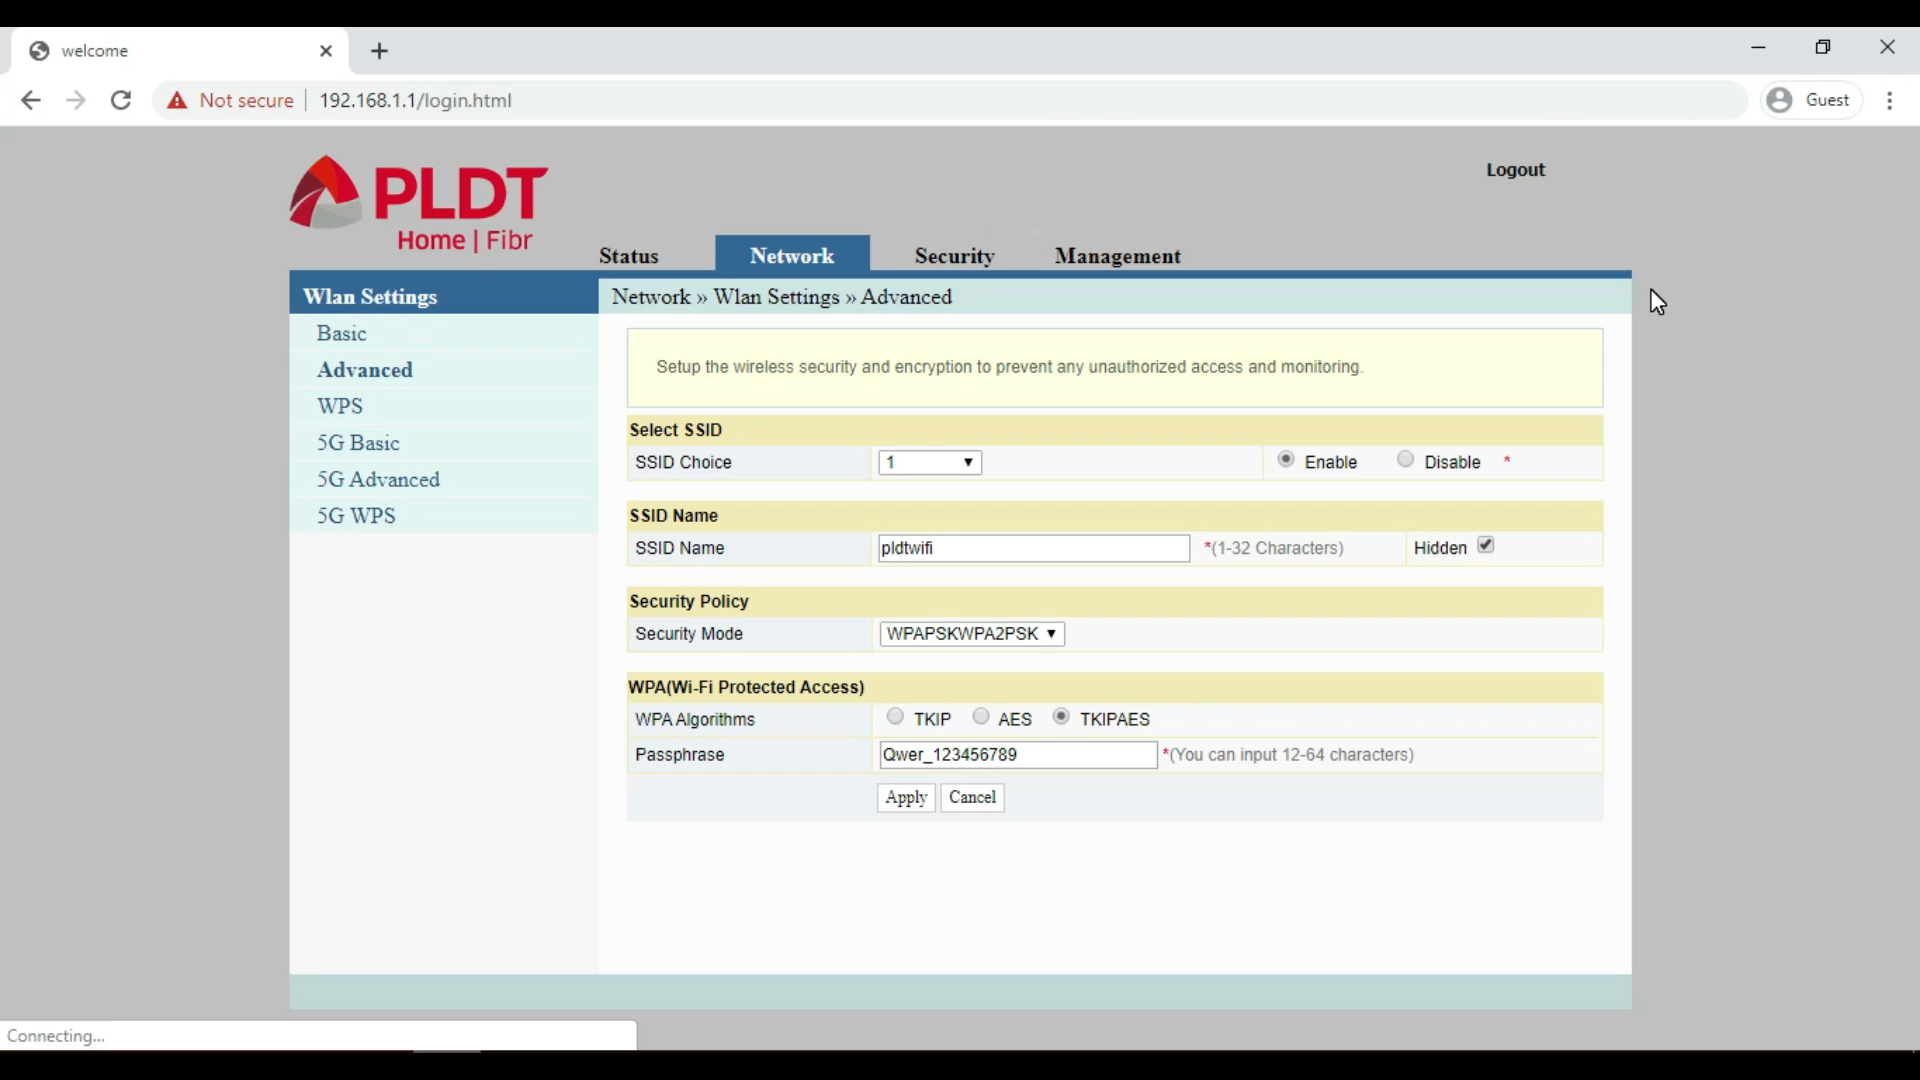 welcome
Not secure 192.168.1.1/login.html Guest
PLDT
Home | Fibr
Logout
Status Network Security Management
Wlan Settings
Network » Wlan Settings » Advanced
Basic
Advanced
WPS
5G Basic
5G Advanced
5G WPS
Setup the wireless security and encryption to prevent any unauthorized access and monitoring.
Select SSID
SSID Choice 1 Enable Disable *
SSID Name
SSID Name pldtwifi *(1-32 Characters) Hidden
Security Policy
Security Mode WPAPSKWPA2PSK
WPA(Wi-Fi Protected Access)
WPA Algorithms TKIP AES TKIPAES
Passphrase Qwer_123456789 *(You can input 12-64 characters)
Apply Cancel
Connecting...